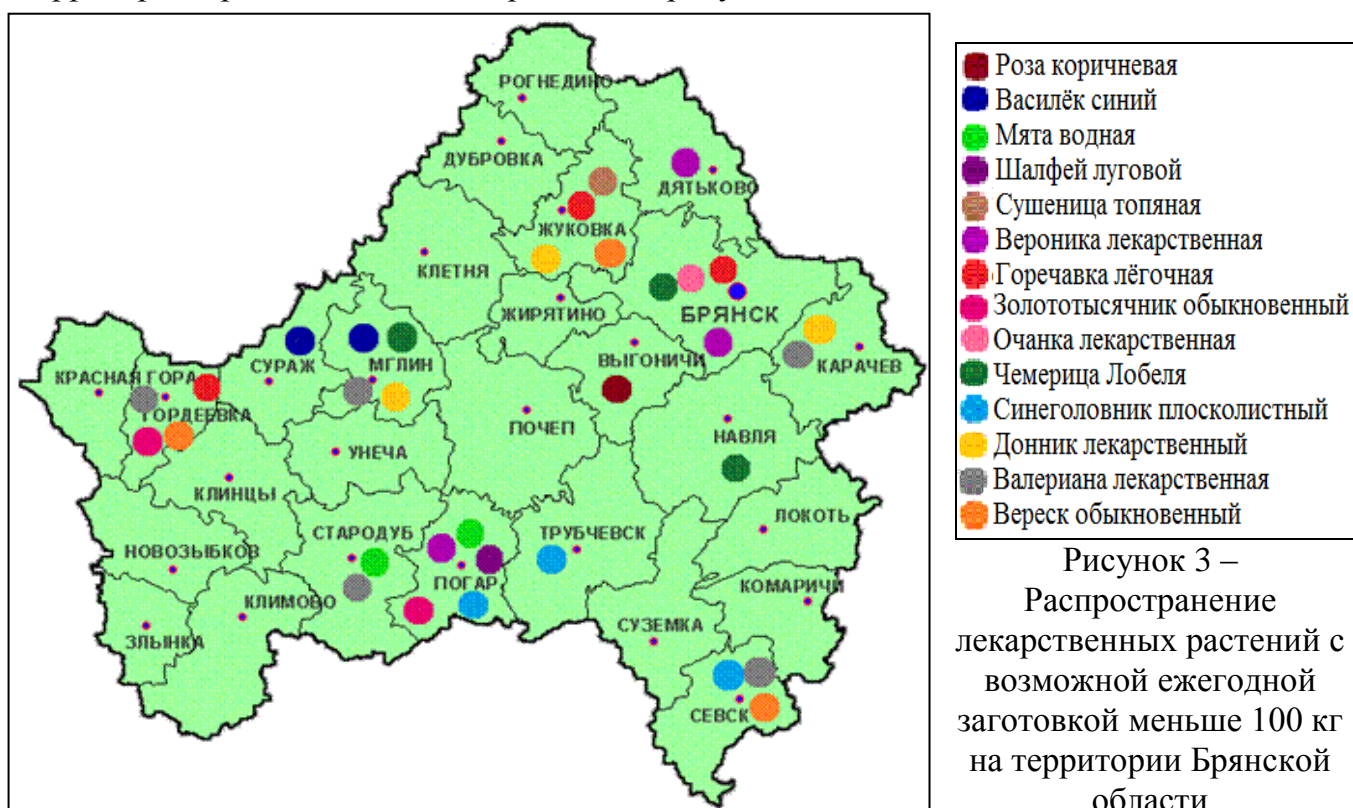 РОГНЕДИНО
ДУБРОВКА
ДЯТЬКОВО
ЖУКОВКА
КЛЕТНЯ
ЖИРЯТИНО
БРЯНСК
ВЫГОНИЧИ
КАРАЧЕВ
СУРАЖ
МГЛИН
КРАСНАЯ ГОРА
ГОРДЕЕВКА
ПОЧЕП
НАВЛЯ
УНЕЧА
КЛИНЦЫ
СТАРОДУБ
ТРУБЧЕВСК
ЛОКОТЬ
НОВОЗЫБКОВ
ПОГАР
КОМАРИЧИ
КЛИМОВО
СУЗЕМКА
ЗЛЫНКА
СЕВСК
Роза коричневая
Василёк синий
Мята водная
Шалфей луговой
Сушеница топяная
Вероника лекарственная
Горечавка лёгочная
Золототысячник обыкновенный
Очанка лекарственная
Чемерица Лобеля
Синеголовник плосколистный
Донник лекарственный
Валериана лекарственная
Вереск обыкновенный
Рисунок 3 –
Распространение
лекарственных растений с
возможной ежегодной
заготовкой меньше 100 кг
на территории Брянской
области